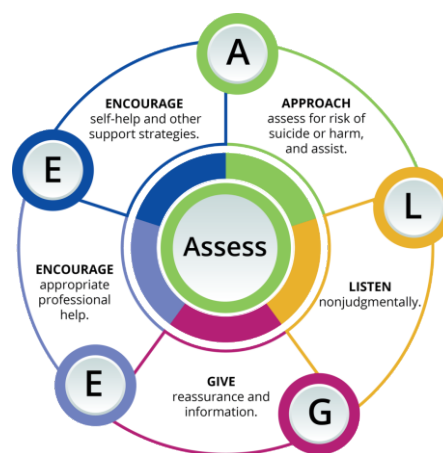 A
APPROACH
assess for risk of
suicide or harm,
and assist.
L
LISTEN
nonjudgmentally.
G
GIVE
reassurance and
information.
E
ENCOURAGE
appropriate
professional
help.
E
ENCOURAGE
self-help and other
support strategies.
Assess